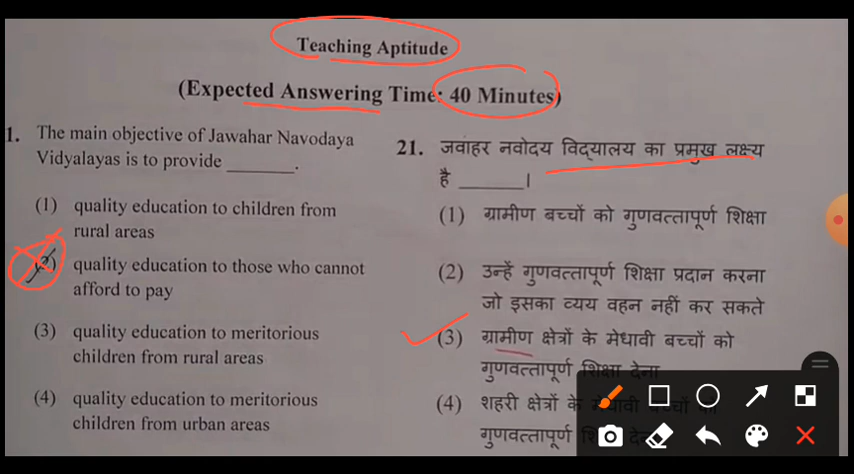 Teaching Aptitude
(Expected Answering Time: 40 Minutes)
1. The main objective of Jawahar Navodaya
Vidyalayas is to provide ______.
(1) quality education to children from
rural areas
(2) quality education to those who cannot
afford to pay
(3) quality education to meritorious
children from rural areas
(4) quality education to meritorious
children from urban areas
21. जवाहर नवोदय विद्यालय का प्रमुख लक्ष्य
है ______।
(1) ग्रामीण बच्चों को गुणवत्तापूर्ण शिक्षा
(2) उन्हें गुणवत्तापूर्ण शिक्षा प्रदान करना
जो इसका व्यय वहन नहीं कर सकते
(3) ग्रामीण क्षेत्रों के मेधावी बच्चों को
गुणवत्तापूर्ण शिक्षा देना
(4) शहरी क्षेत्रों के मेधावी बच्चों को
गुणवत्तापूर्ण